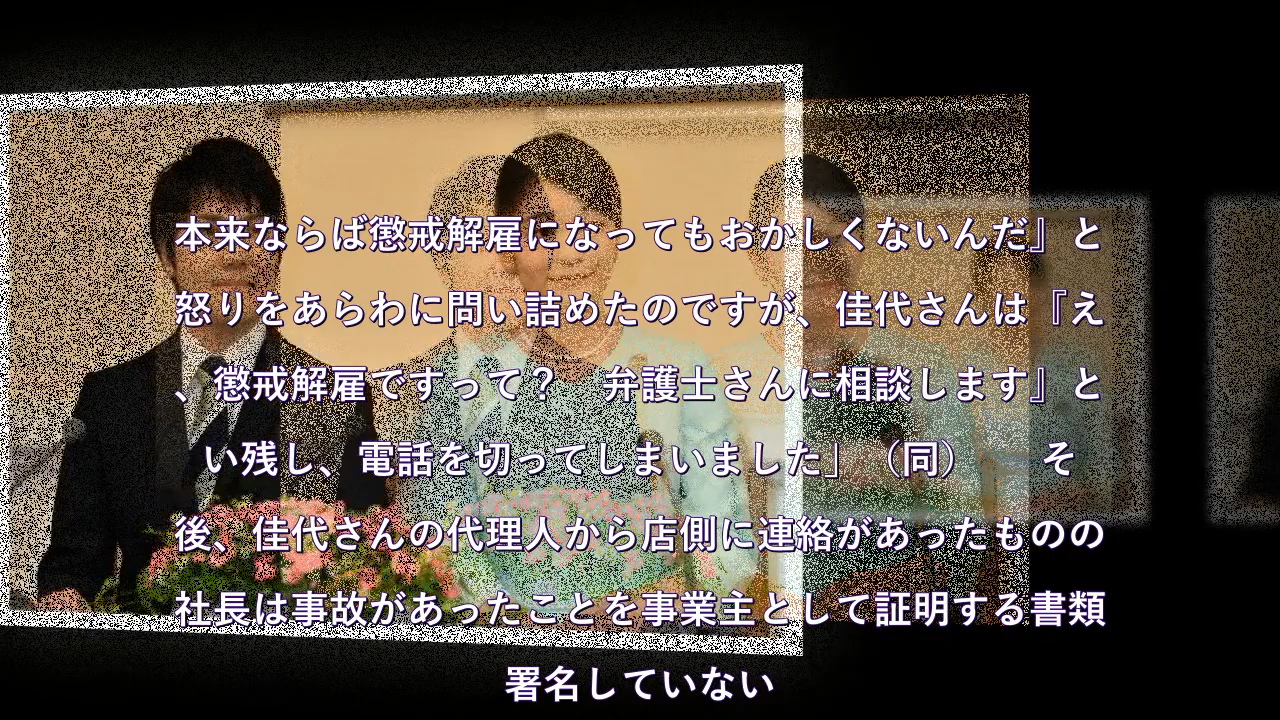 本来ならば懲戒解雇になってもおかしくないんだ』と
怒りをあらわに問い詰めたのですが、佳代さんは『え
、懲戒解雇ですって？　弁護士さんに相談します』と
い残し、電話を切ってしまいました」（同）　　そ
後、佳代さんの代理人から店側に連絡があったものの
社長は事故があったことを事業主として証明する書類
署名していない